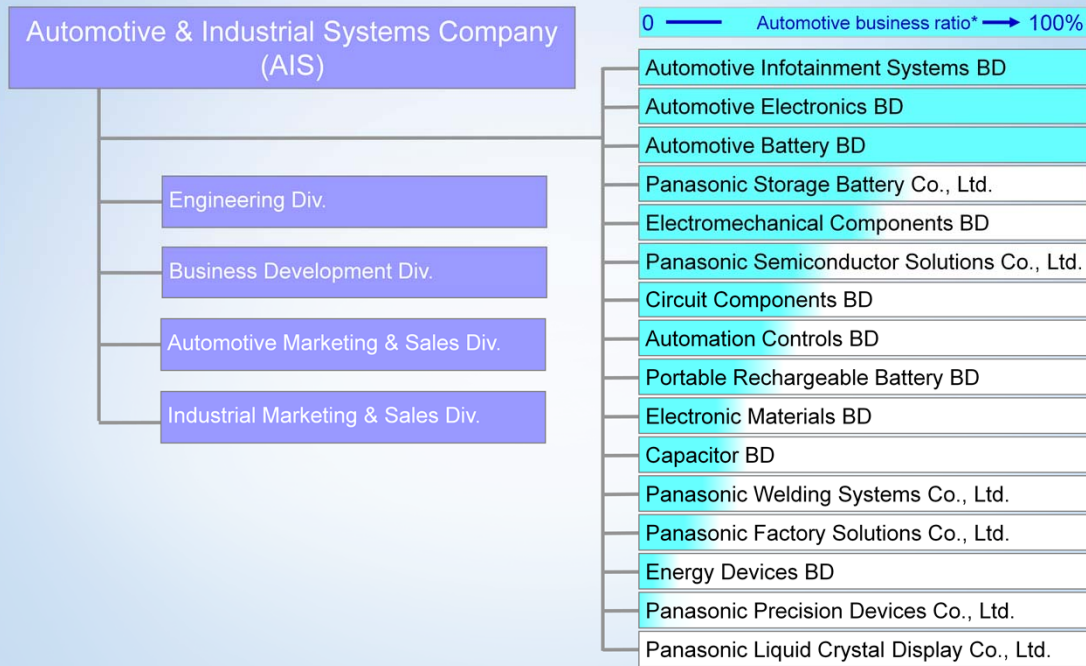 Automotive & Industrial Systems Company
(AIS)
Engineering Div.
Business Development Div.
Automotive Marketing & Sales Div.
Industrial Marketing & Sales Div.
0 Automotive business ratio* 100%
Automotive Infotainment Systems BD
Automotive Electronics BD
Automotive Battery BD
Panasonic Storage Battery Co., Ltd.
Electromechanical Components BD
Panasonic Semiconductor Solutions Co., Ltd.
Circuit Components BD
Automation Controls BD
Portable Rechargeable Battery BD
Electronic Materials BD
Capacitor BD
Panasonic Welding Systems Co., Ltd.
Panasonic Factory Solutions Co., Ltd.
Energy Devices BD
Panasonic Precision Devices Co., Ltd.
Panasonic Liquid Crystal Display Co., Ltd.